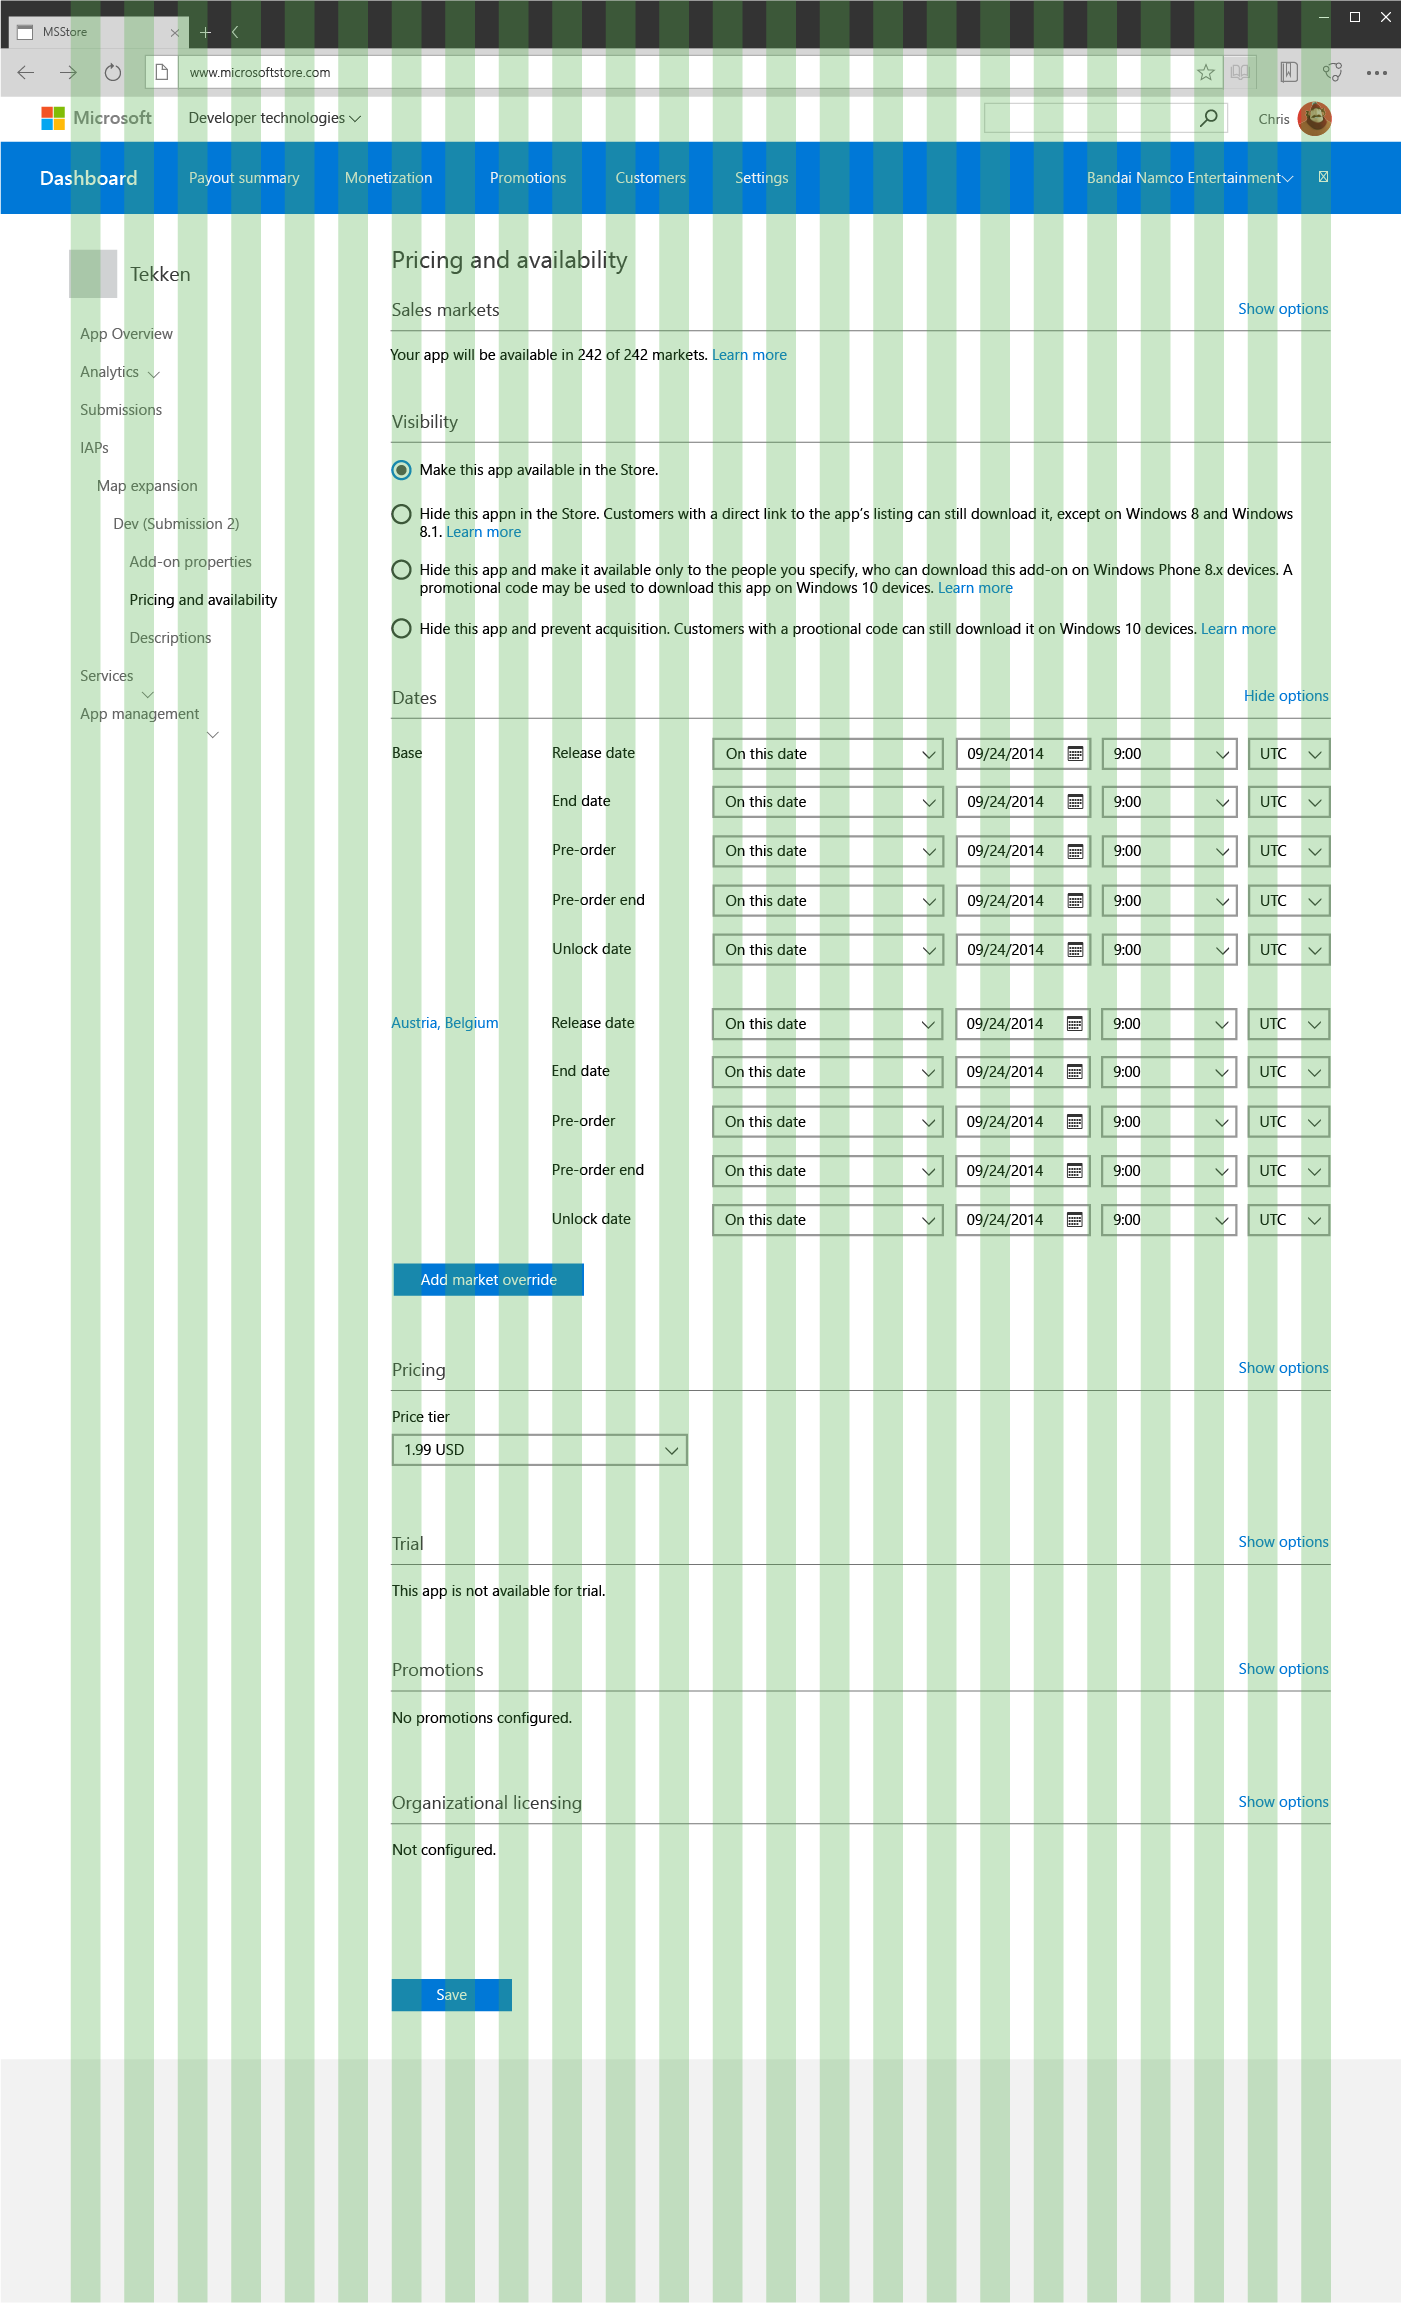 MSStore
www.microsoftstore.com
Microsoft Developer technologies Chris
Dashboard Payout summary Monetization Promotions Customers Settings Bandai Namco Entertainment
Tekken
App Overview
Analytics
Submissions
IAPs
Map expansion
Dev (Submission 2)
Add-on properties
Pricing and availability
Descriptions
Services
App management
Pricing and availability
Sales markets Show options
Your app will be available in 242 of 242 markets. Learn more
Visibility
Make this app available in the Store.
Hide this appn in the Store. Customers with a direct link to the app's listing can still download it, except on Windows 8 and Windows
8.1. Learn more
Hide this app and make it available only to the people you specify, who can download this add-on on Windows Phone 8.x devices. A
promotional code may be used to download this app on Windows 10 devices. Learn more
Hide this app and prevent acquisition. Customers with a prootional code can still download it on Windows 10 devices. Learn more
Dates Hide options
Base Release date On this date 09/24/2014 9:00 UTC
End date On this date 09/24/2014 9:00 UTC
Pre-order On this date 09/24/2014 9:00 UTC
Pre-order end On this date 09/24/2014 9:00 UTC
Unlock date On this date 09/24/2014 9:00 UTC
Austria, Belgium Release date On this date 09/24/2014 9:00 UTC
End date On this date 09/24/2014 9:00 UTC
Pre-order On this date 09/24/2014 9:00 UTC
Pre-order end On this date 09/24/2014 9:00 UTC
Unlock date On this date 09/24/2014 9:00 UTC
Add market override
Pricing Show options
Price tier
1.99 USD
Trial Show options
This app is not available for trial.
Promotions Show options
No promotions configured.
Organizational licensing Show options
Not configured.
Save